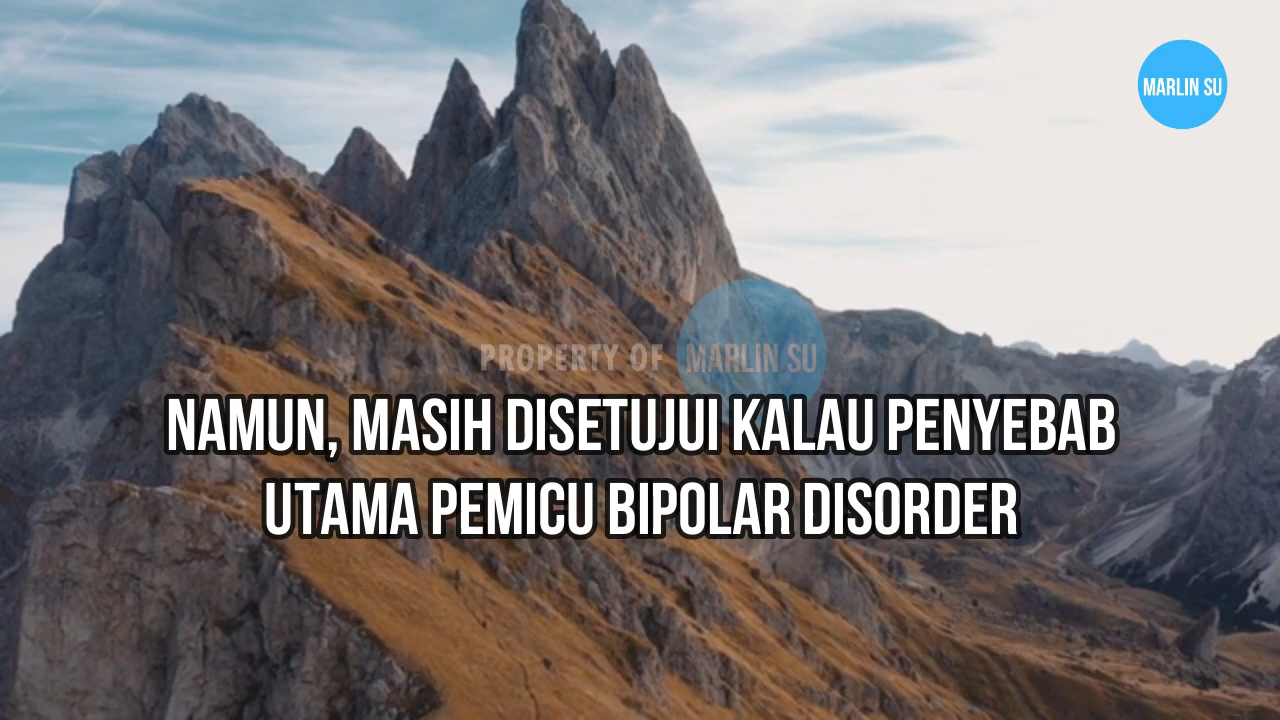 MARLIN SU
PROPERTY OF MARLIN SU
NAMUN, MASIH DISETUJUI KALAU PENYEBAB
UTAMA PEMICU BIPOLAR DISORDER